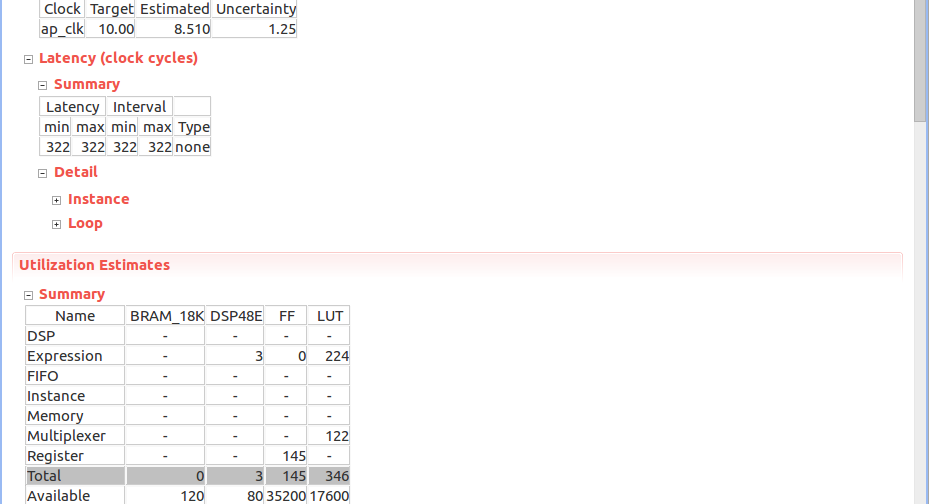 Clock Target Estimated Uncertainty
ap_clk 10.00 8.510 1.25
Latency (clock cycles)
Summary
Latency Interval
min max min max Type
322 322 322 322 none
Detail
Instance
Loop
Utilization Estimates
Summary
Name BRAM_18K DSP48E FF LUT
DSP - - - -
Expression - 3 0 224
FIFO - - - -
Instance - - - -
Memory - - - -
Multiplexer - - - 122
Register - - 145 -
Total 0 3 145 346
Available 120 80 35200 17600